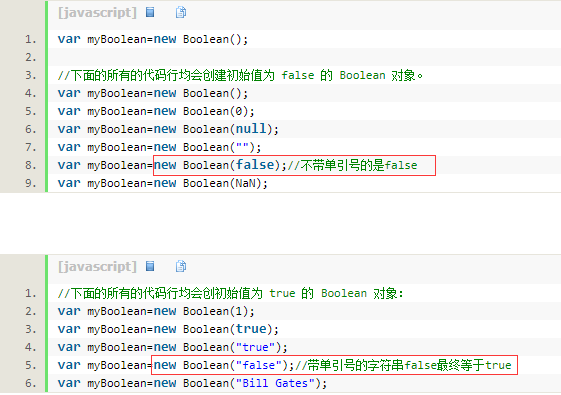 [javascript]
1. var myBoolean=new Boolean();
2.
3. //下面的所有的代码行均会创建初始值为 false 的 Boolean 对象。
4. var myBoolean=new Boolean();
5. var myBoolean=new Boolean(0);
6. var myBoolean=new Boolean(null);
7. var myBoolean=new Boolean("");
8. var myBoolean=new Boolean(false);//不带单引号的是false
9. var myBoolean=new Boolean(NaN);
[javascript]
1. //下面的所有的代码行均会创初始值为 true 的 Boolean 对象:
2. var myBoolean=new Boolean(1);
3. var myBoolean=new Boolean(true);
4. var myBoolean=new Boolean("true");
5. var myBoolean=new Boolean("false");//带单引号的字符串false最终等于true
6. var myBoolean=new Boolean("Bill Gates");